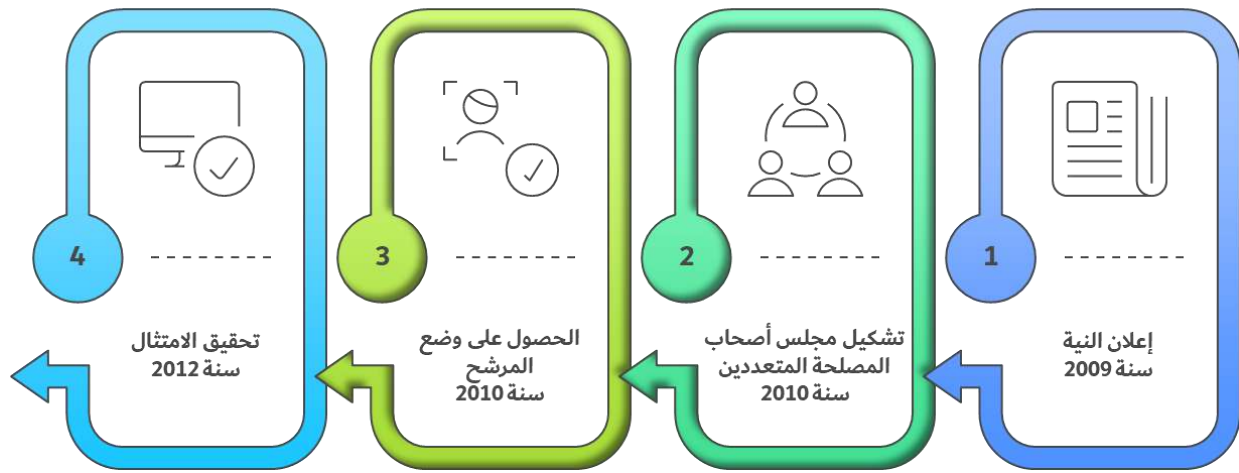 1
إعلان النية
سنة 2009
2
تشكيل مجلس أصحاب
المصلحة المتعددين
سنة 2010
3
الحصول على وضع
المرشح
سنة 2010
4
تحقيق الامتثال
سنة 2012